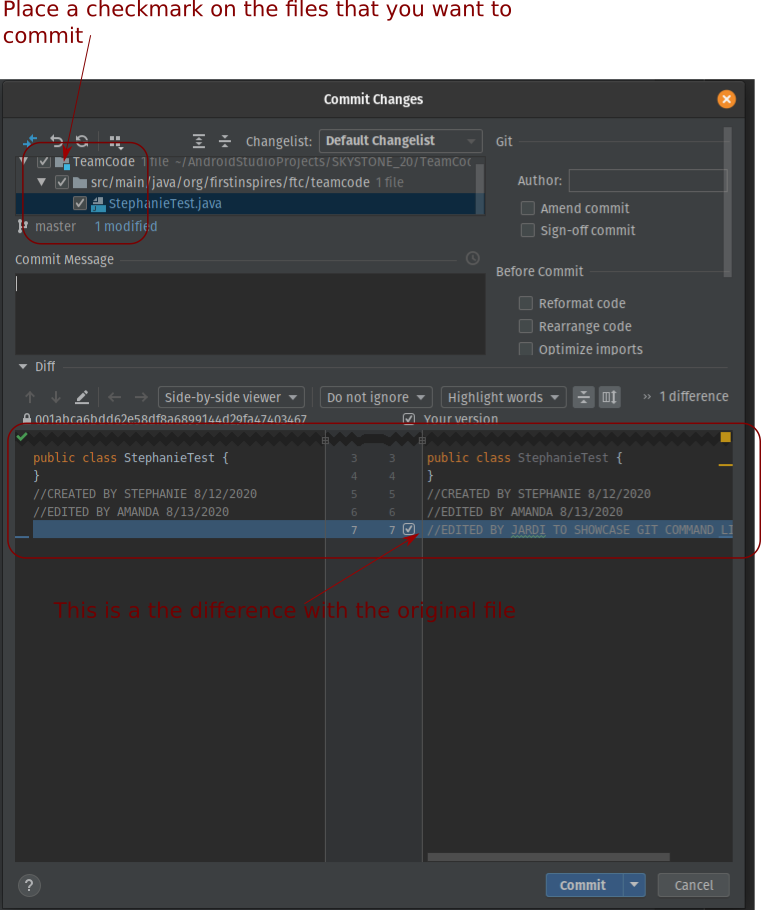 Place a checkmark on the files that you want to
commit
Commit Changes
Changelist: Default Changelist
Git
TeamCode 1 file ~/AndroidStudioProjects/SKYSTONE_20/TeamCoc
src/main/java/org/firstinspires/ftc/teamcode 1 file
Author:
StephanieTest.java
Amend commit
master 1 modified
Sign-off commit
Commit Message
Before Commit
Reformat code
Rearrange code
Optimize imports
Diff
Side-by-side viewer Do not ignore Highlight words » 1 difference
001abca6bdd62e58df8a6899144d29fa47403467 Your version
public class StephanieTest { 3 3 public class StephanieTest {
} 4 4 }
//CREATED BY STEPHANIE 8/12/2020 5 5 //CREATED BY STEPHANIE 8/12/2020
//EDITED BY AMANDA 8/13/2020 6 6 //EDITED BY AMANDA 8/13/2020
7 7 //EDITED BY JARDI TO SHOWCASE GIT COMMAND LI
This is a the difference with the original file
? Commit Cancel